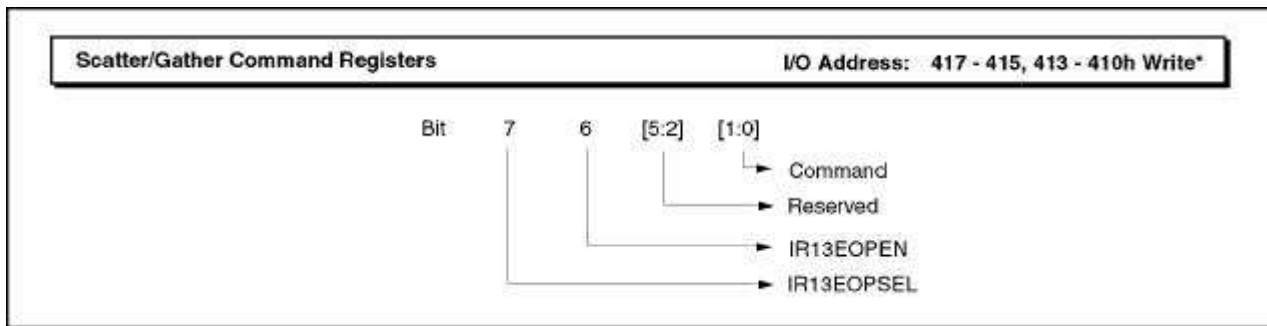 Scatter/Gather Command Registers I/O Address: 417 - 415, 413 - 410h Write*
Bit 7 6 [5:2] [1:0]
Command
Reserved
IR13EOPEN
IR13EOPSEL